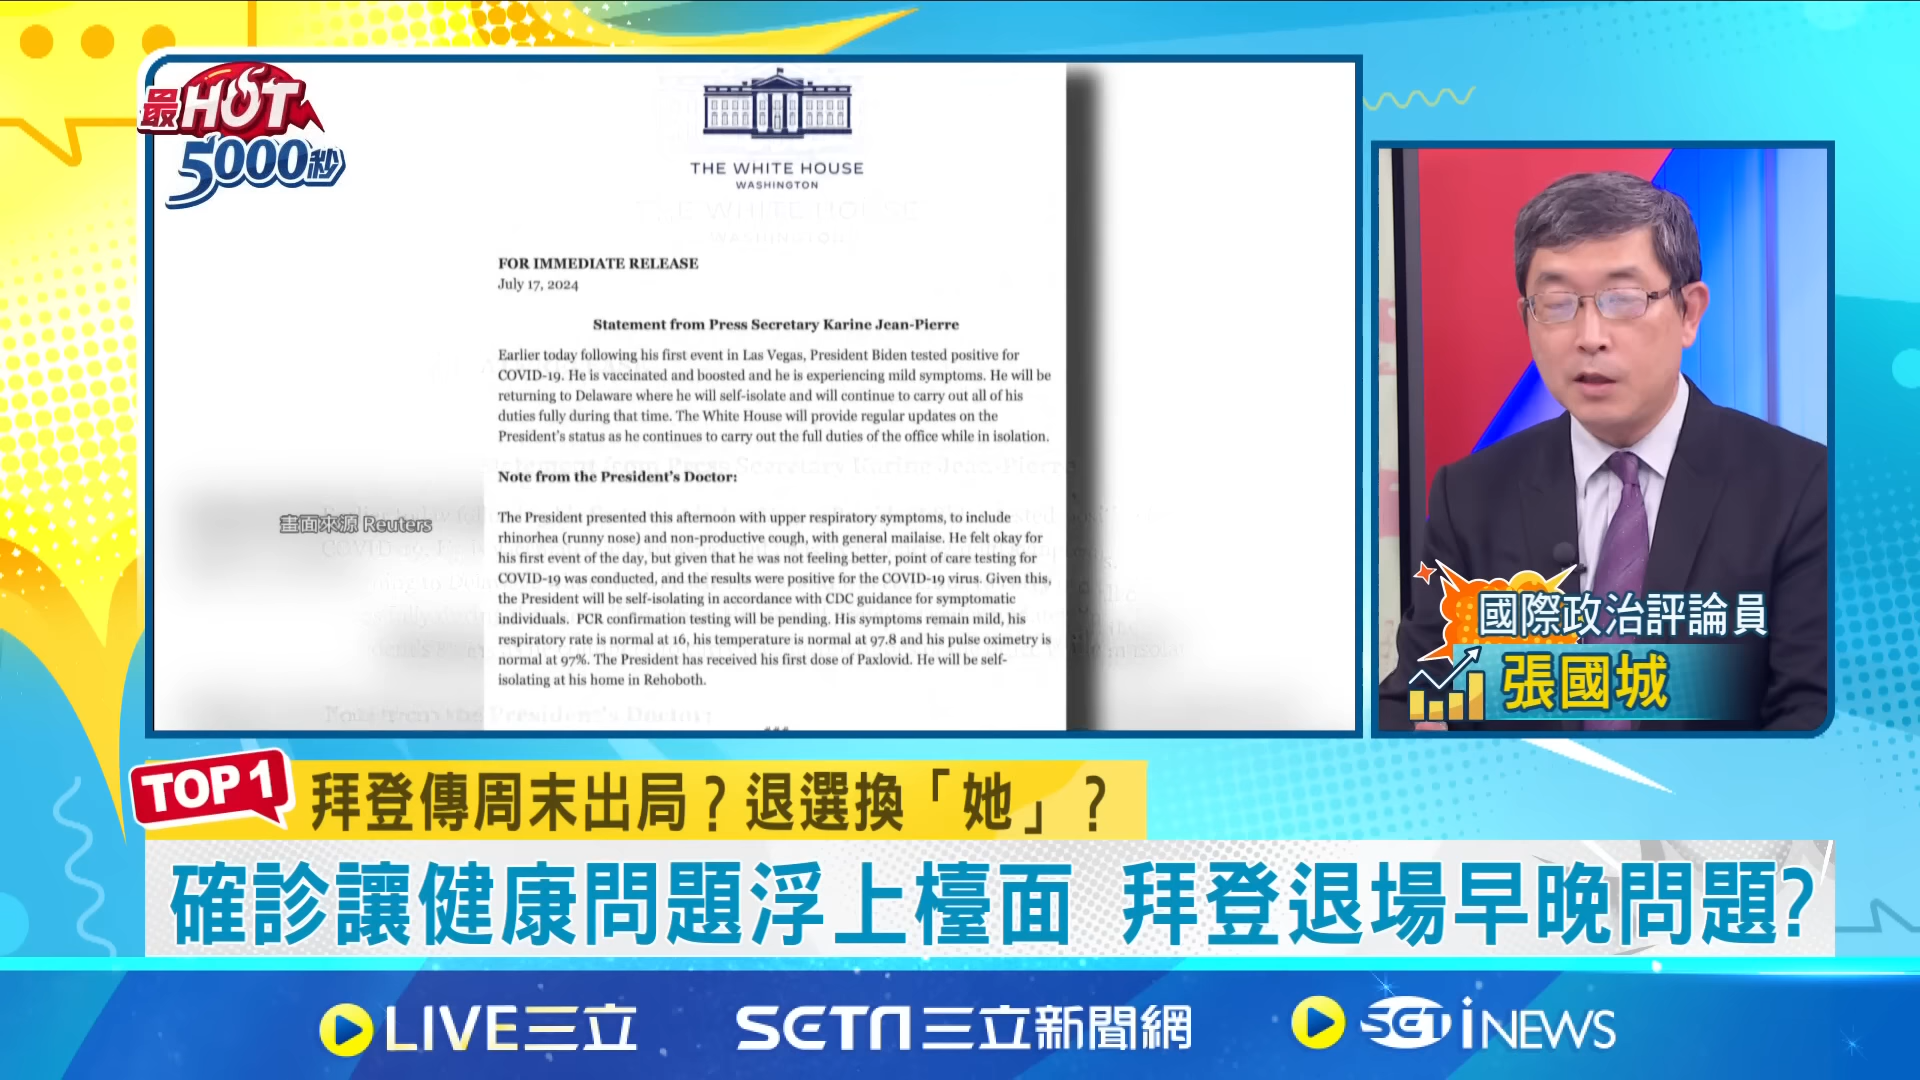 最HOT
5000秒
THE WHITE HOUSE
WASHINGTON
FOR IMMEDIATE RELEASE
July 17, 2024
Statement from Press Secretary Karine Jean-Pierre
Earlier today following his first event in Las Vegas, President Biden tested positive for
COVID-19. He is vaccinated and boosted and he is experiencing mild symptoms. He will be
returning to Delaware where he will self-isolate and will continue to carry out all of his
duties fully during that time. The White House will provide regular updates on the
President's status as he continues to carry out the full duties of the office while in isolation.
Note from the President's Doctor:
The President presented this afternoon with upper respiratory symptoms, to include
rhinorhea (runny nose) and non-productive cough, with general mailaise. He felt okay for
his first event of the day, but given that he was not feeling better, point of care testing for
COVID-19 was conducted, and the results were positive for the COVID-19 virus. Given this,
the President will be self-isolating in accordance with CDC guidance for symptomatic
individuals. PCR confirmation testing will be pending. His symptoms remain mild, his
respiratory rate is normal at 16, his temperature is normal at 97.8 and his pulse oximetry is
normal at 97%. The President has received his first dose of Paxlovid. He will be self-
isolating at his home in Rehoboth.
畫面來源 Reuters
國際政治評論員
張國城
TOP 1
拜登傳周末出局？退選換「她」？
確診讓健康問題浮上檯面 拜登退場早晚問題?
LIVE三立
SETN三立新聞網
SETiNEWS